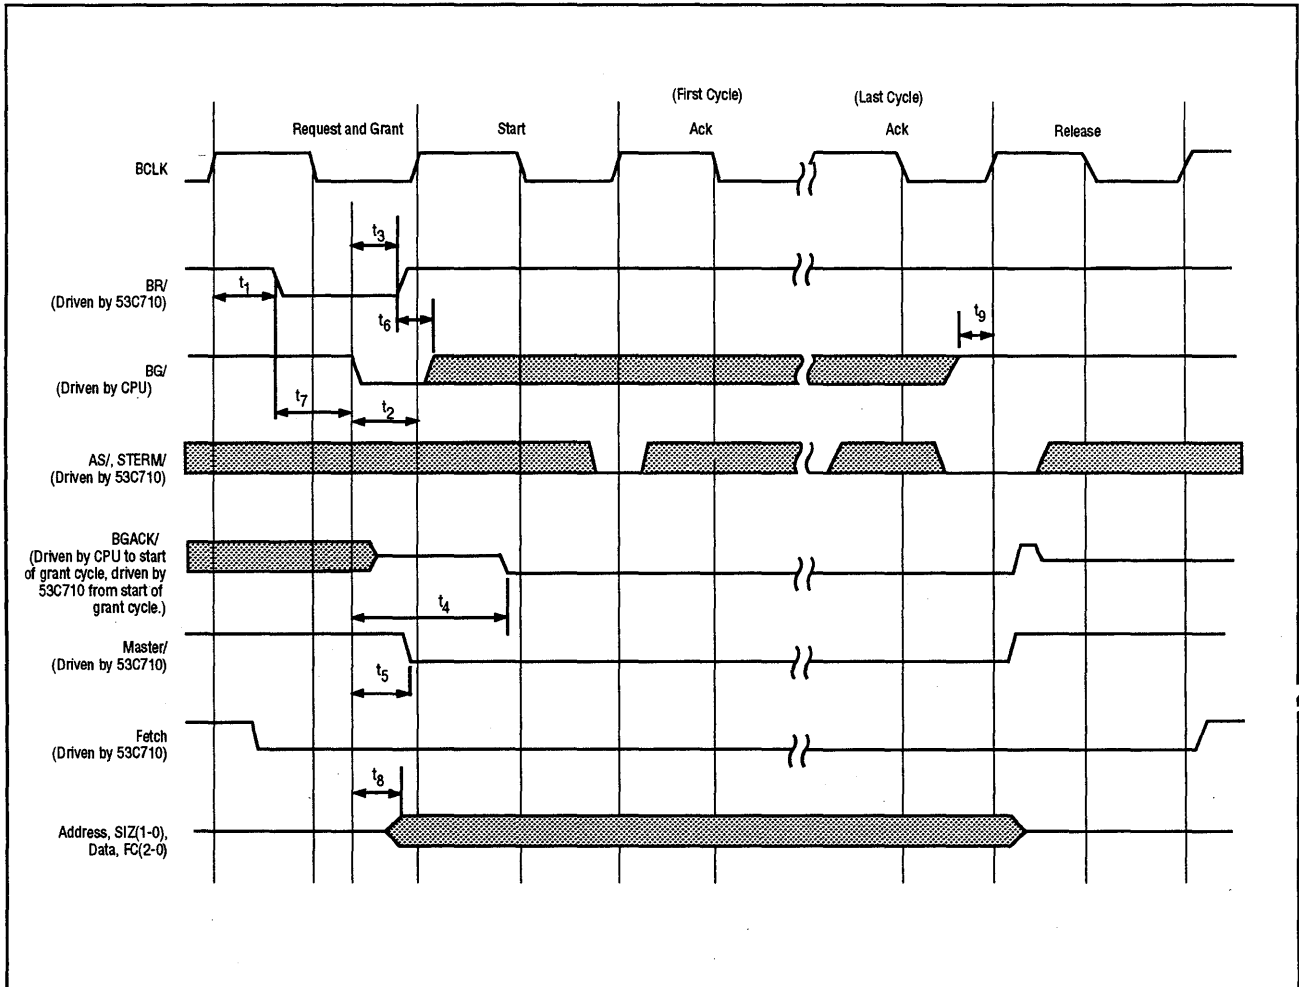 (First Cycle)
(Last Cycle)
Request and Grant
Start
Ack
Ack
Release
BCLK
t3
BR/
(Driven by 53C710)
t1
t6
t9
BG/
(Driven by CPU)
t7
t2
AS/, STERM/
(Driven by 53C710)
BGACK/
(Driven by CPU to start
of grant cycle, driven by
53C710 from start of
grant cycle.)
t4
Master/
(Driven by 53C710)
t5
Fetch
(Driven by 53C710)
t8
Address, SIZ(1-0),
Data, FC(2-0)